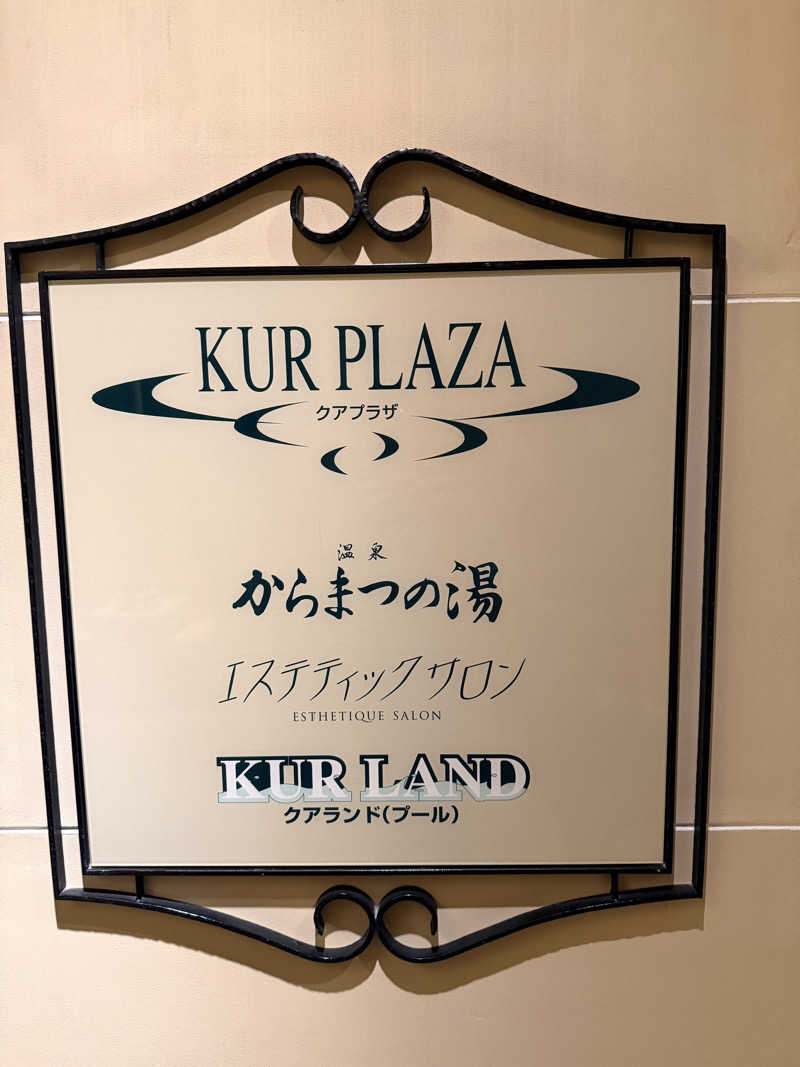 KUR PLAZA
クアプラザ
温泉
からまつの湯
エステティックサロン
ESTHETIQUE SALON
KUR LAND
クアランド(プール)